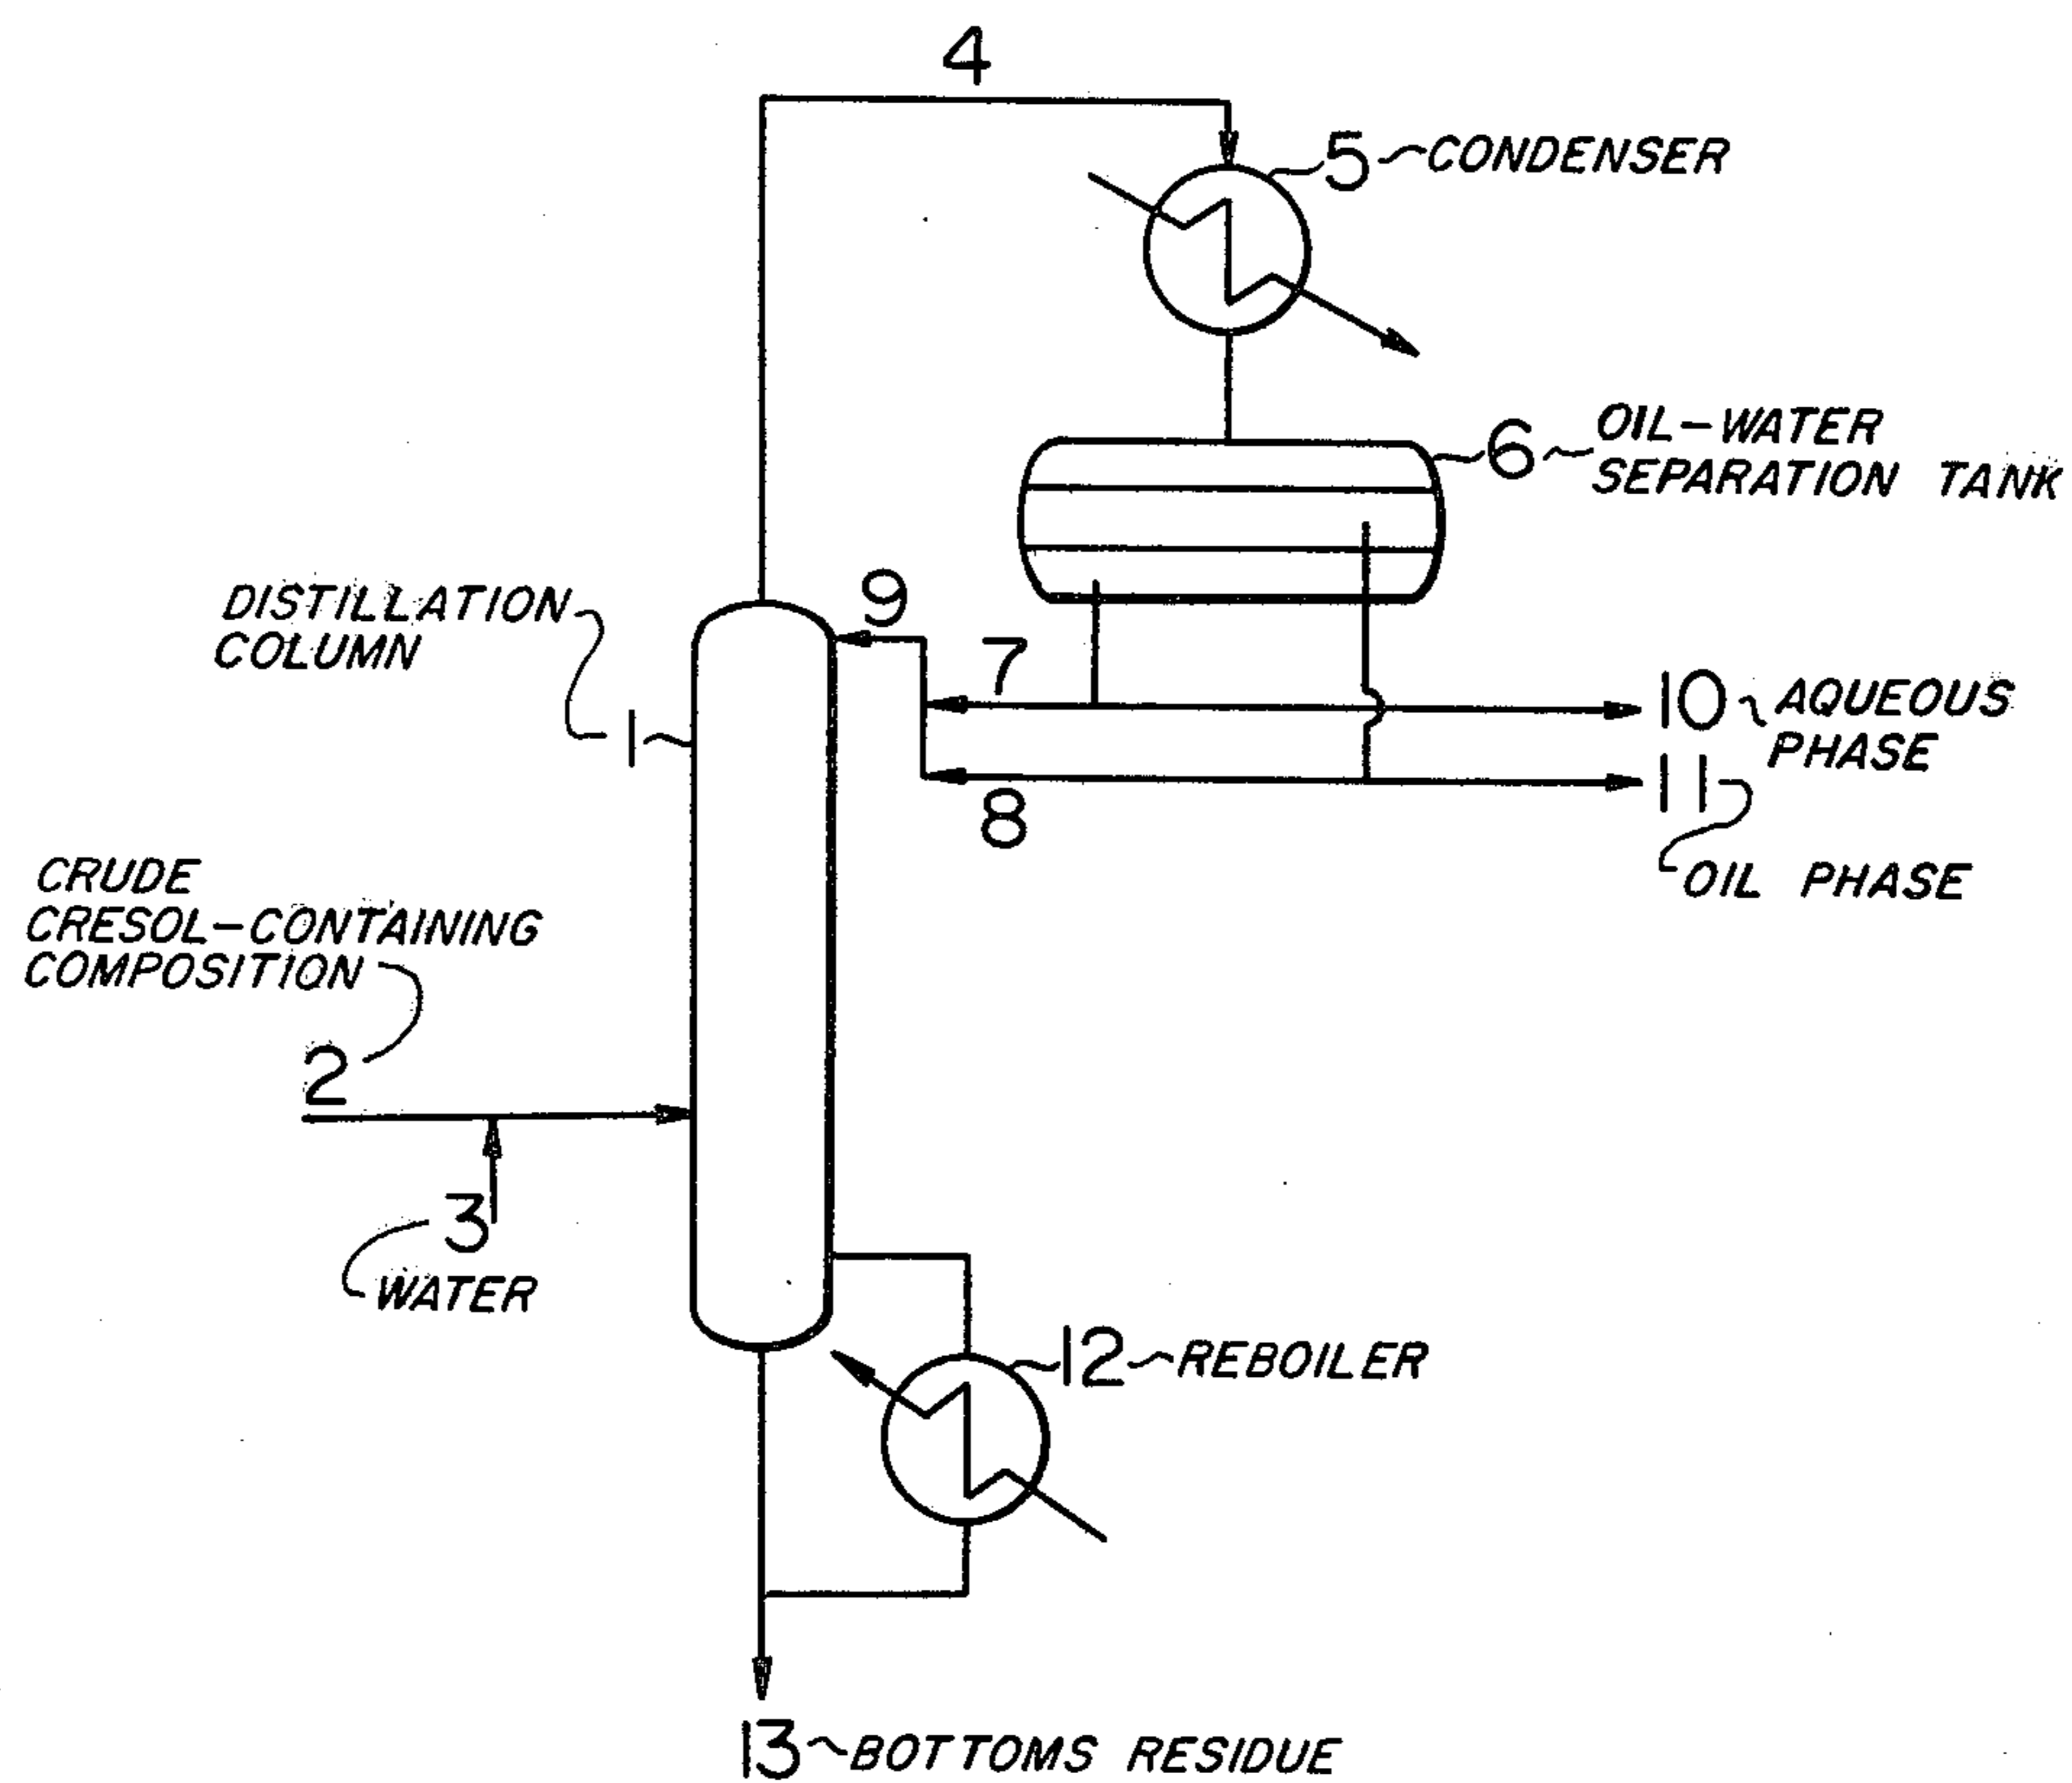 4
5 CONDENSER
6 OIL-WATER
SEPARATION TANK
DISTILLATION
COLUMN
1
9
7
8
10 AQUEOUS
PHASE
11
OIL PHASE
CRUDE
CRESOL-CONTAINING
COMPOSITION
2
3
WATER
12 REBOILER
13 BOTTOMS RESIDUE